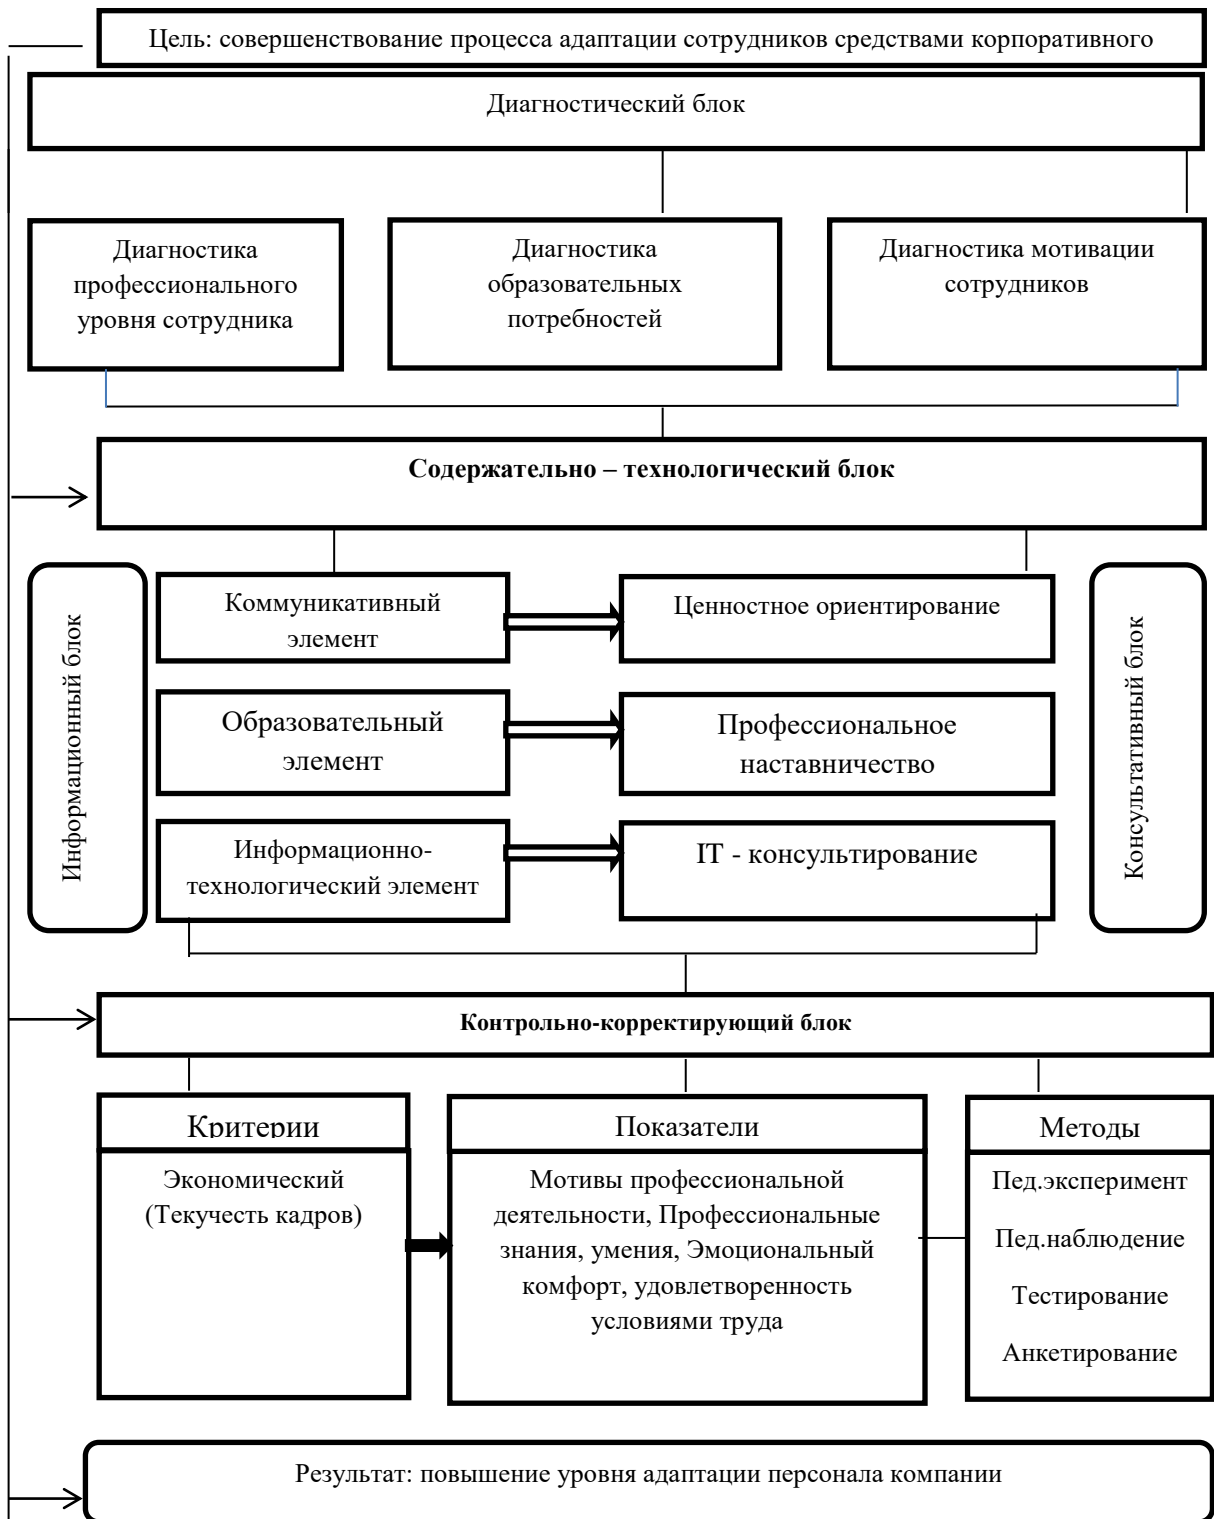 Цель: совершенствование процесса адаптации сотрудников средствами корпоративного
Диагностический блок
Диагностика
профессионального
уровня сотрудника
Диагностика
образовательных
потребностей
Диагностика мотивации
сотрудников
Содержательно – технологический блок
Информационный блок
Коммуникативный
элемент
Ценностное ориентирование
Образовательный
элемент
Профессиональное
наставничество
Информационно-
технологический элемент
IT - консультирование
Консультативный блок
Контрольно-корректирующий блок
Критерии
Экономический
(Текучесть кадров)
Показатели
Мотивы профессиональной
деятельности, Профессиональные
знания, умения, Эмоциональный
комфорт, удовлетворенность
условиями труда
Методы
Пед.эксперимент
Пед.наблюдение
Тестирование
Анкетирование
Результат: повышение уровня адаптации персонала компании